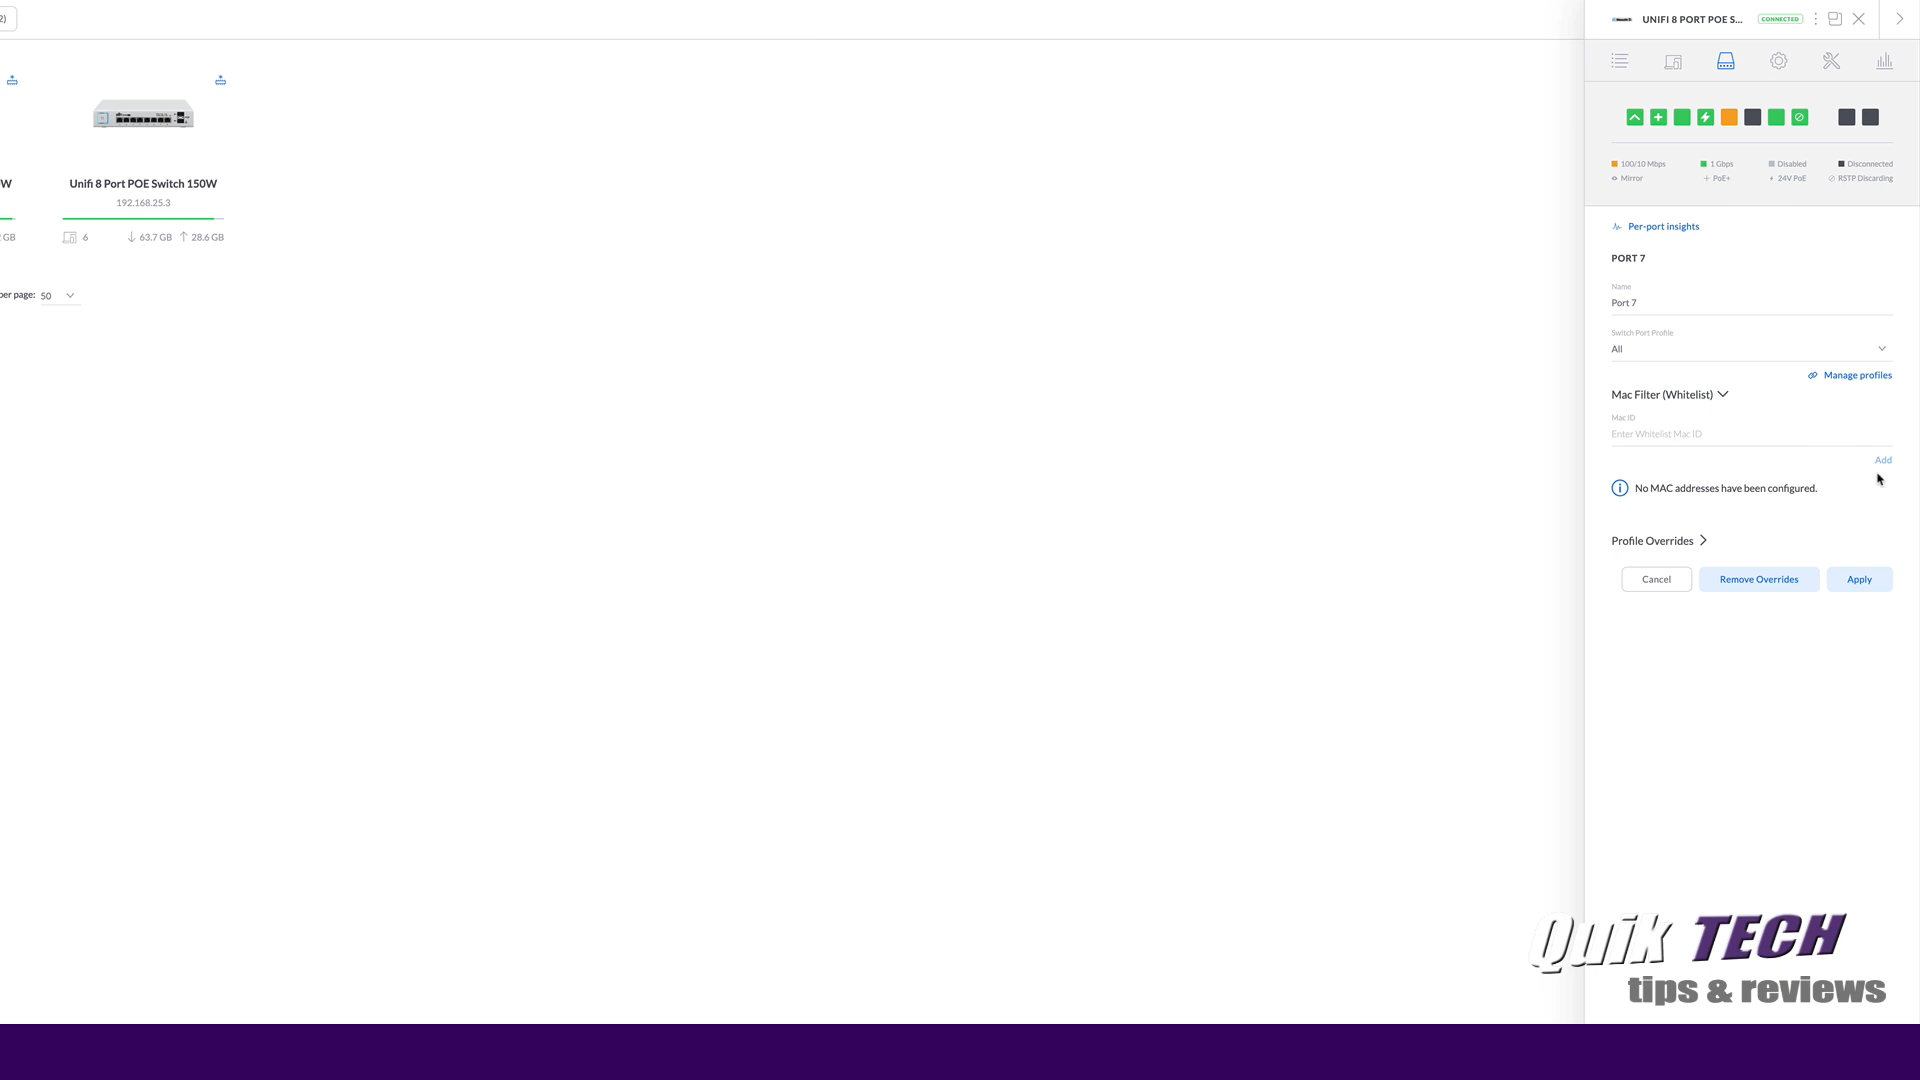 2)
UNIFI 8 PORT POE S...
CONNECTED
W
Unifi 8 Port POE Switch 150W
192.168.25.3
GB
6
63.7 GB
28.6 GB
per page: 50
100/10 Mbps
1 Gbps
Disabled
Disconnected
Mirror
PoE+
24V PoE
RSTP Discarding
Per-port insights
PORT 7
Name
Port 7
Switch Port Profile
All
Manage profiles
Mac Filter (Whitelist)
Mac ID
Enter Whitelist Mac ID
Add
No MAC addresses have been configured.
Profile Overrides
Cancel
Remove Overrides
Apply
Quik TECH
tips & reviews